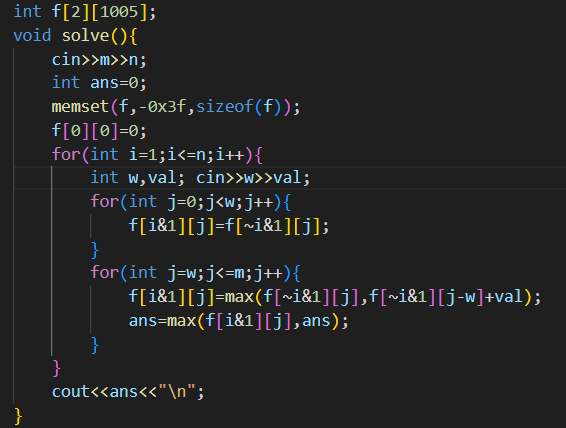 int f[2][1005];
void solve(){
    cin>>m>>n;
    int ans=0;
    memset(f,-0x3f,sizeof(f));
    f[0][0]=0;
    for(int i=1;i<=n;i++){
        int w,val; cin>>w>>val;
        for(int j=0;j<w;j++){
            f[i&1][j]=f[~i&1][j];
        }
        for(int j=w;j<=m;j++){
            f[i&1][j]=max(f[~i&1][j],f[~i&1][j-w]+val);
            ans=max(f[i&1][j],ans);
        }
    }
    cout<<ans<<"\n";
}